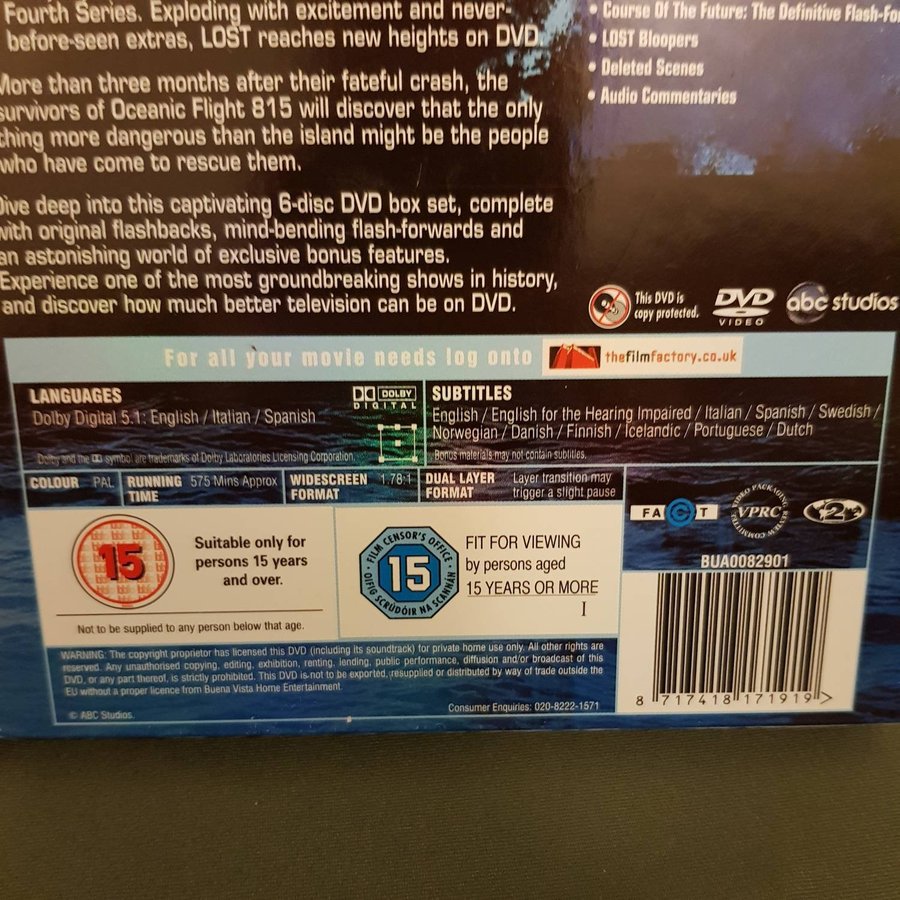 Fourth Series. Exploding with excitement and never-
before-seen extras, LOST reaches new heights on DVD.
More than three months after their fateful crash, the
survivors of Oceanic Flight 815 will discover that the only
thing more dangerous than the island might be the people
who have come to rescue them.
Dive deep into this captivating 6-disc DVD box set, complete
with original flashbacks, mind-bending flash-forwards and
an astonishing world of exclusive bonus features.
Experience one of the most groundbreaking shows in history,
and discover how much better television can be on DVD.
• Course Of The Future: The Definitive Flash-Fo
• LOST Bloopers
• Deleted Scenes
• Audio Commentaries
This DVD is
copy protected.
DVD
VIDEO
abc studios
For all your movie needs log onto
thefilmfactory.co.uk
LANGUAGES
Dolby Digital 5.1: English / Italian / Spanish
DOLBY
DIGITAL
Dolby and the symbol are trademarks of Dolby Laboratories Licensing Corporation.
SUBTITLES
English / English for the Hearing Impaired / Italian / Spanish / Swedish /
Norwegian / Danish / Finnish / Icelandic / Portuguese / Dutch
Bonus materials may not contain subtitles.
COLOUR PAL
RUNNING TIME 575 Mins Approx
WIDESCREEN FORMAT 1.78:1
DUAL LAYER FORMAT
Layer transition may
trigger a slight pause
FACT
VIDEO PACKAGING REVIEW COMMITTEE
VPRC
2
BUA0082901
15
Suitable only for
persons 15 years
and over.
Not to be supplied to any person below that age.
FILM CENSOR'S OFFICE
15
OIFIG SCRÚDÓIR NA SCANNÁN
FIT FOR VIEWING
by persons aged
15 YEARS OR MORE
I
WARNING: The copyright proprietor has licensed this DVD (including its soundtrack) for private home use only. All other rights are
reserved. Any unauthorised copying, editing, exhibition, renting, lending, public performance, diffusion and/or broadcast of this
DVD, or any part thereof, is strictly prohibited. This DVD is not to be exported, resupplied or distributed by way of trade outside the
EU without a proper licence from Buena Vista Home Entertainment.
© ABC Studios.
Consumer Enquiries: 020-8222-1571
8 717418 171919 >